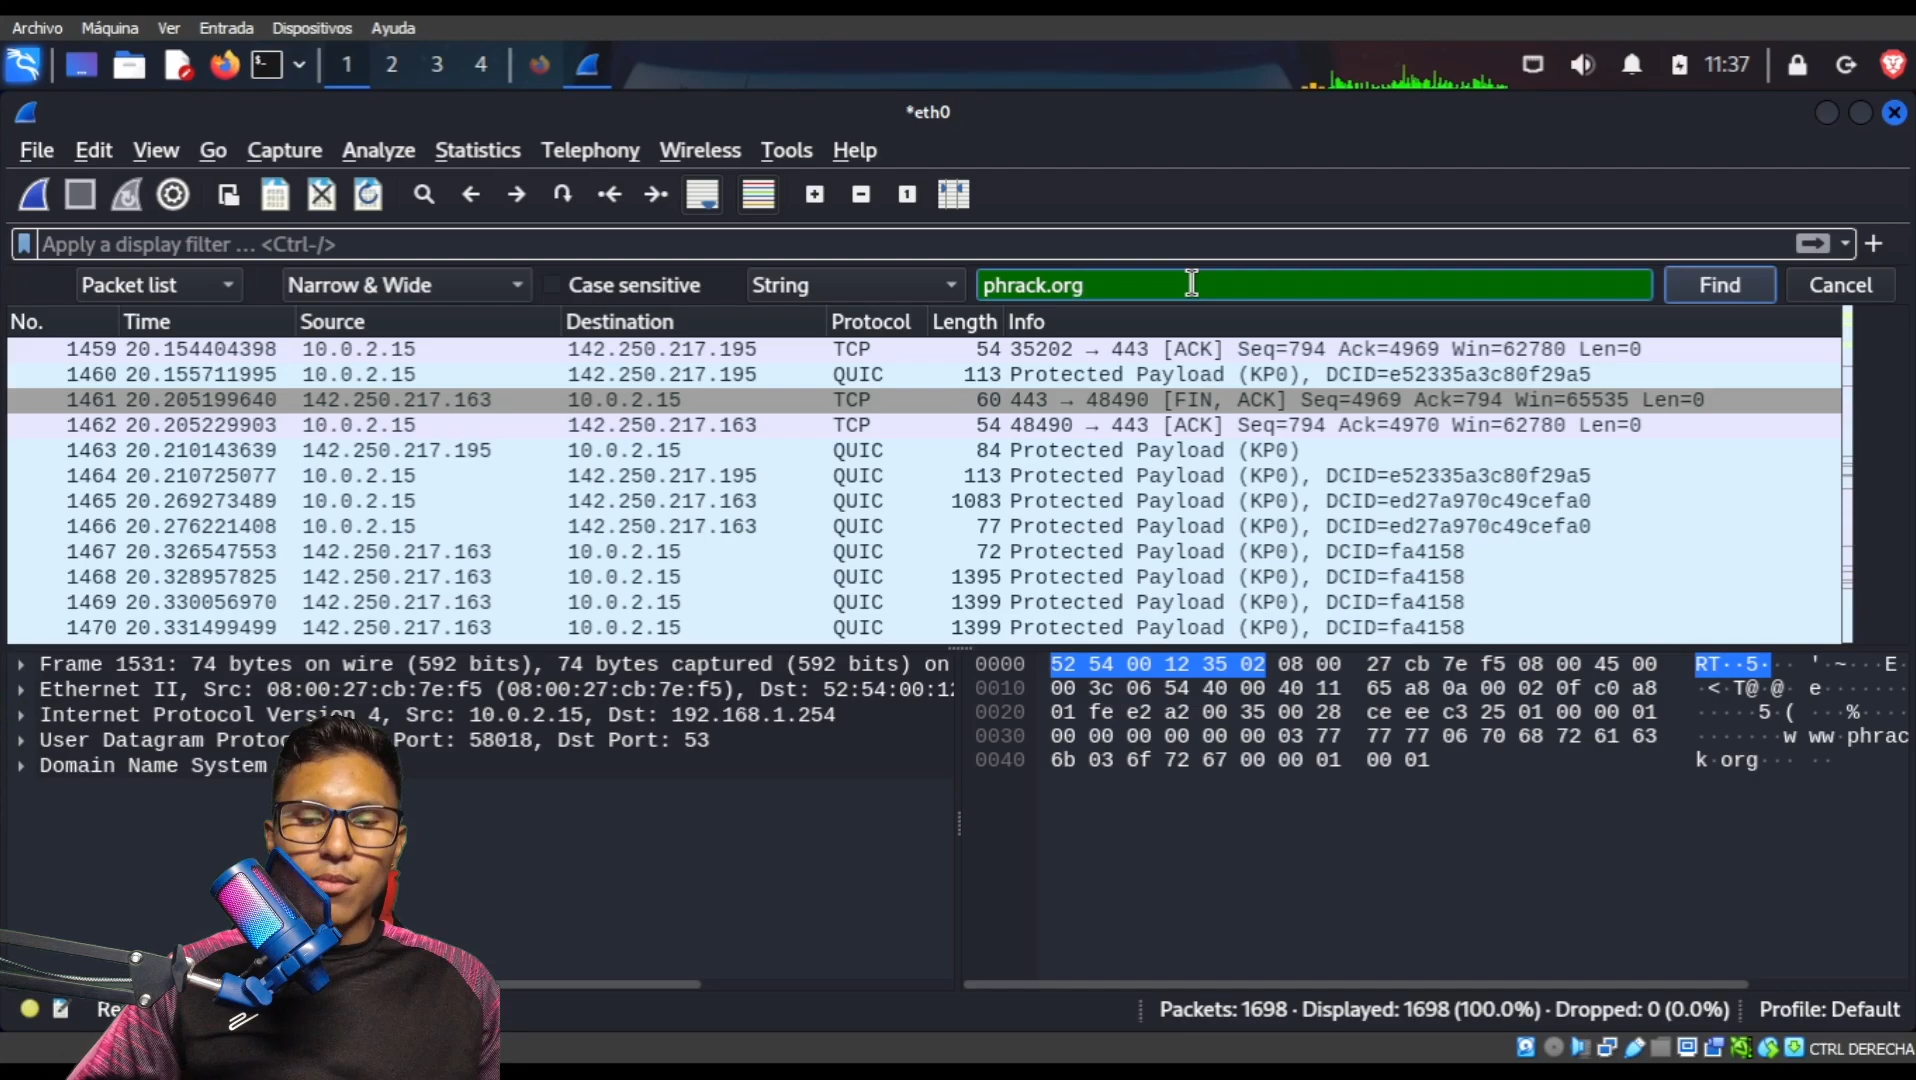 Archivo Máquina Ver Entrada Dispositivos Ayuda
1 2 3 4 11:37
*eth0
File Edit View Go Capture Analyze Statistics Telephony Wireless Tools Help
Apply a display filter ... <Ctrl-/>
Packet list Narrow & Wide Case sensitive String phrack.org Find Cancel
No. Time Source Destination Protocol Length Info
1459 20.154404398 10.0.2.15 142.250.217.195 TCP 54 35202 → 443 [ACK] Seq=794 Ack=4969 Win=62780 Len=0
1460 20.155711995 10.0.2.15 142.250.217.195 QUIC 113 Protected Payload (KP0), DCID=e52335a3c80f29a5
1461 20.205199640 142.250.217.163 10.0.2.15 TCP 60 443 → 48490 [FIN, ACK] Seq=4969 Ack=794 Win=65535 Len=0
1462 20.205229903 10.0.2.15 142.250.217.163 TCP 54 48490 → 443 [ACK] Seq=794 Ack=4970 Win=62780 Len=0
1463 20.210143639 142.250.217.195 10.0.2.15 QUIC 84 Protected Payload (KP0)
1464 20.210725077 10.0.2.15 142.250.217.195 QUIC 113 Protected Payload (KP0), DCID=e52335a3c80f29a5
1465 20.269273489 10.0.2.15 142.250.217.163 QUIC 1083 Protected Payload (KP0), DCID=ed27a970c49cefa0
1466 20.276221408 10.0.2.15 142.250.217.163 QUIC 77 Protected Payload (KP0), DCID=ed27a970c49cefa0
1467 20.326547553 142.250.217.163 10.0.2.15 QUIC 72 Protected Payload (KP0), DCID=fa4158
1468 20.328957825 142.250.217.163 10.0.2.15 QUIC 1395 Protected Payload (KP0), DCID=fa4158
1469 20.330056970 142.250.217.163 10.0.2.15 QUIC 1399 Protected Payload (KP0), DCID=fa4158
1470 20.331499499 142.250.217.163 10.0.2.15 QUIC 1399 Protected Payload (KP0), DCID=fa4158
Frame 1531: 74 bytes on wire (592 bits), 74 bytes captured (592 bits) on
Ethernet II, Src: 08:00:27:cb:7e:f5 (08:00:27:cb:7e:f5), Dst: 52:54:00:12
Internet Protocol Version 4, Src: 10.0.2.15, Dst: 192.168.1.254
User Datagram Proto Port: 58018, Dst Port: 53
Domain Name System
0000 52 54 00 12 35 02 08 00 27 cb 7e f5 08 00 45 00 RT··5··· '·~···E·
0010 00 3c 06 54 40 00 40 11 65 a8 0a 00 02 0f c0 a8 ·<·T@·@· e·······
0020 01 fe e2 a2 00 35 00 28 ce ee c3 25 01 00 00 01 ·····5·( ···%····
0030 00 00 00 00 00 00 03 77 77 77 06 70 68 72 61 63 ·······w ww·phrac
0040 6b 03 6f 72 67 00 00 01 00 01 k·org··· ··
Re
Packets: 1698 · Displayed: 1698 (100.0%) · Dropped: 0 (0.0%) Profile: Default
CTRL DERECHA